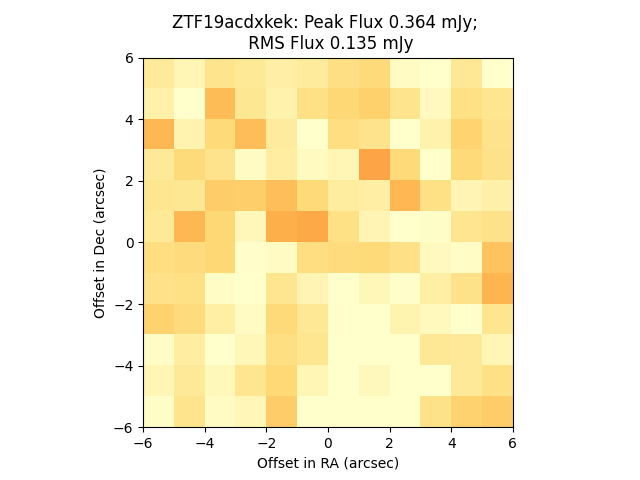 ZTF19acdxkek: Peak Flux 0.364 mJy;
RMS Flux 0.135 mJy
6
4
2
0
−2
−4
−6
Offset in Dec (arcsec)
−6 −4 −2 0 2 4 6
Offset in RA (arcsec)